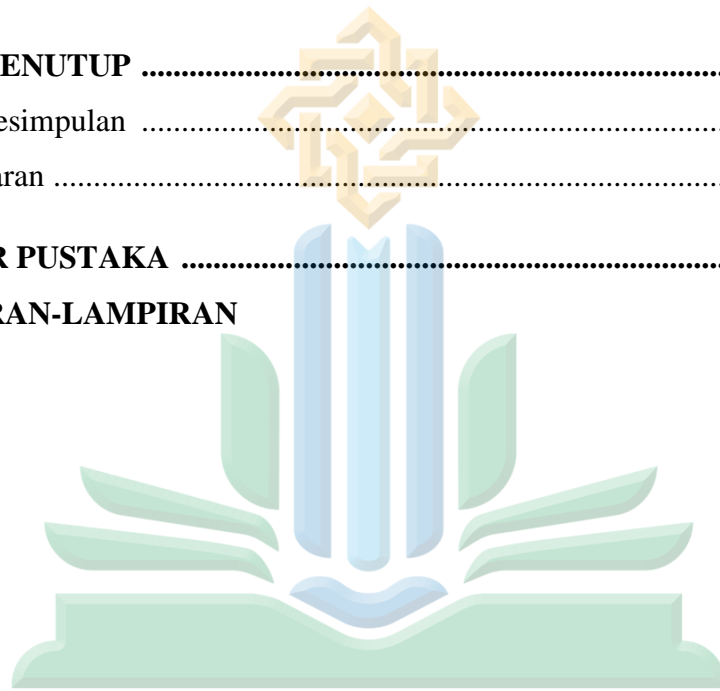 ENUTUP ..........................................................................
esimpulan ..........................................................................
aran ..........................................................................
R PUSTAKA ..........................................................................
RAN-LAMPIRAN